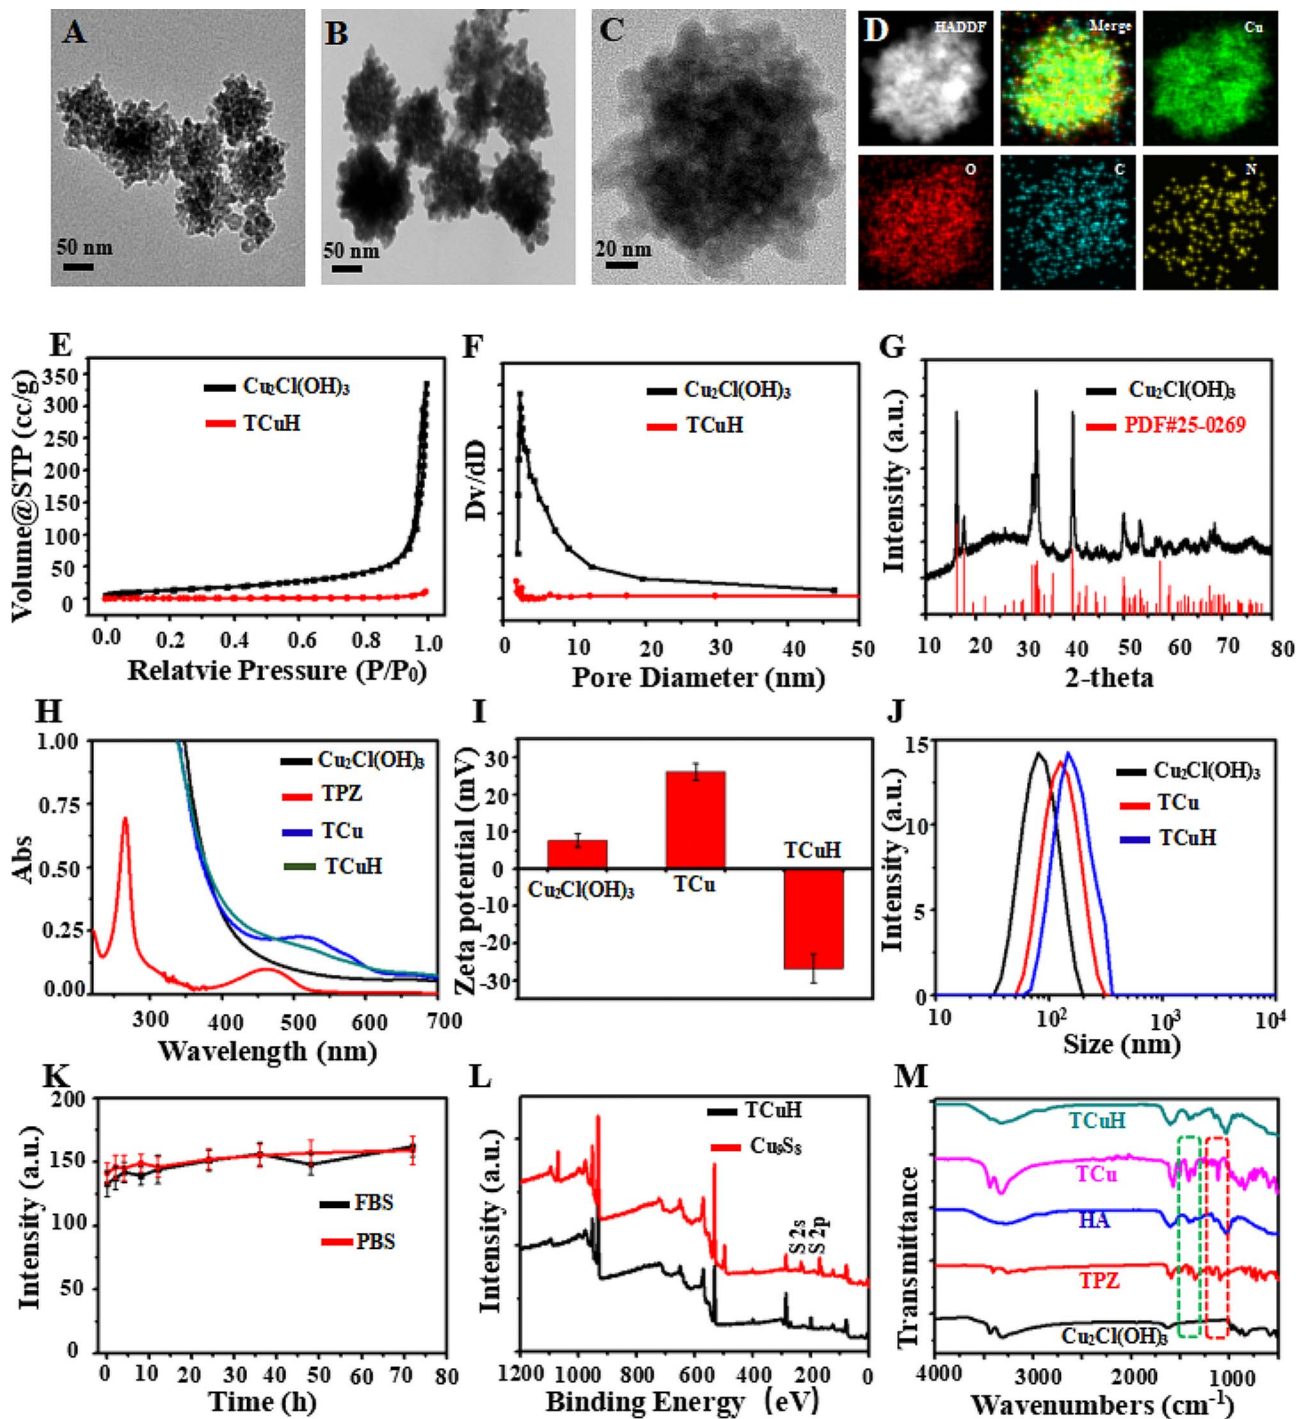 A
50 nm
B
50 nm
C
20 nm
D
HADDF
Merge
Cu
O
C
N
E
Volume@STP (cc/g)
350
300
250
200
150
100
50
0
Cu₂Cl(OH)₃
TCuH
0.0 0.2 0.4 0.6 0.8 1.0
Relatvie Pressure (P/P₀)
F
Dv/dD
Cu₂Cl(OH)₃
TCuH
0 10 20 30 40 50
Pore Diameter (nm)
G
Intensity (a.u.)
Cu₂Cl(OH)₃
PDF#25-0269
10 20 30 40 50 60 70 80
2-theta
H
Abs
1.00
0.75
0.50
0.25
0.00
Cu₂Cl(OH)₃
TPZ
TCu
TCuH
300 400 500 600 700
Wavelength (nm)
I
Zeta potential (mV)
30
20
10
0
-10
-20
-30
TCuH
Cu₂Cl(OH)₃
TCu
J
Intensity (a.u.)
15
10
5
0
Cu₂Cl(OH)₃
TCu
TCuH
10 10² 10³ 10⁴
Size (nm)
K
Intensity (a.u.)
200
150
100
50
0
FBS
PBS
0 10 20 30 40 50 60 70 80
Time (h)
L
Intensity (a.u.)
TCuH
Cu₉S₈
S 2s
S 2p
1200 1000 800 600 400 200 0
Binding Energy (eV)
M
Transmittance
TCuH
TCu
HA
TPZ
Cu₂Cl(OH)₃
4000 3000 2000 1000
Wavenumbers (cm⁻¹)